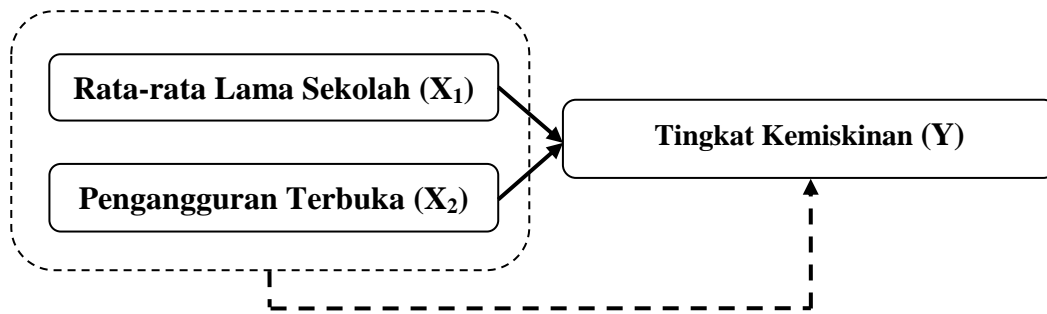 Rata-rata Lama Sekolah (X₁)
Tingkat Kemiskinan (Y)
Pengangguran Terbuka (X₂)